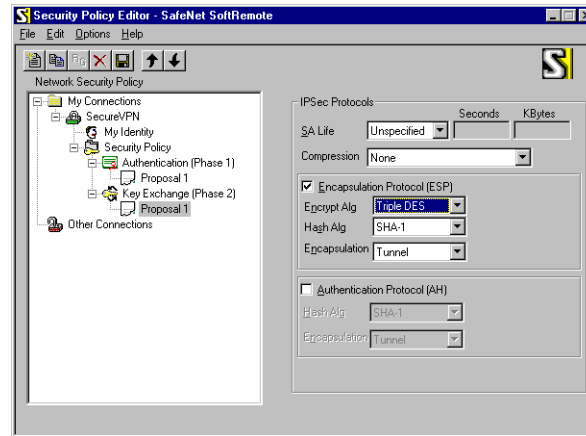 Security Policy Editor - SafeNet SoftRemote
File Edit Options Help
Network Security Policy
My Connections
SecureVPN
My Identity
Security Policy
Authentication (Phase 1)
Proposal 1
Key Exchange (Phase 2)
Proposal 1
Other Connections
IPSec Protocols
Seconds KBytes
SA Life Unspecified
Compression None
Encapsulation Protocol (ESP)
Encrypt Alg Triple DES
Hash Alg SHA-1
Encapsulation Tunnel
Authentication Protocol (AH)
Hash Alg SHA-1
Encapsulation Tunnel